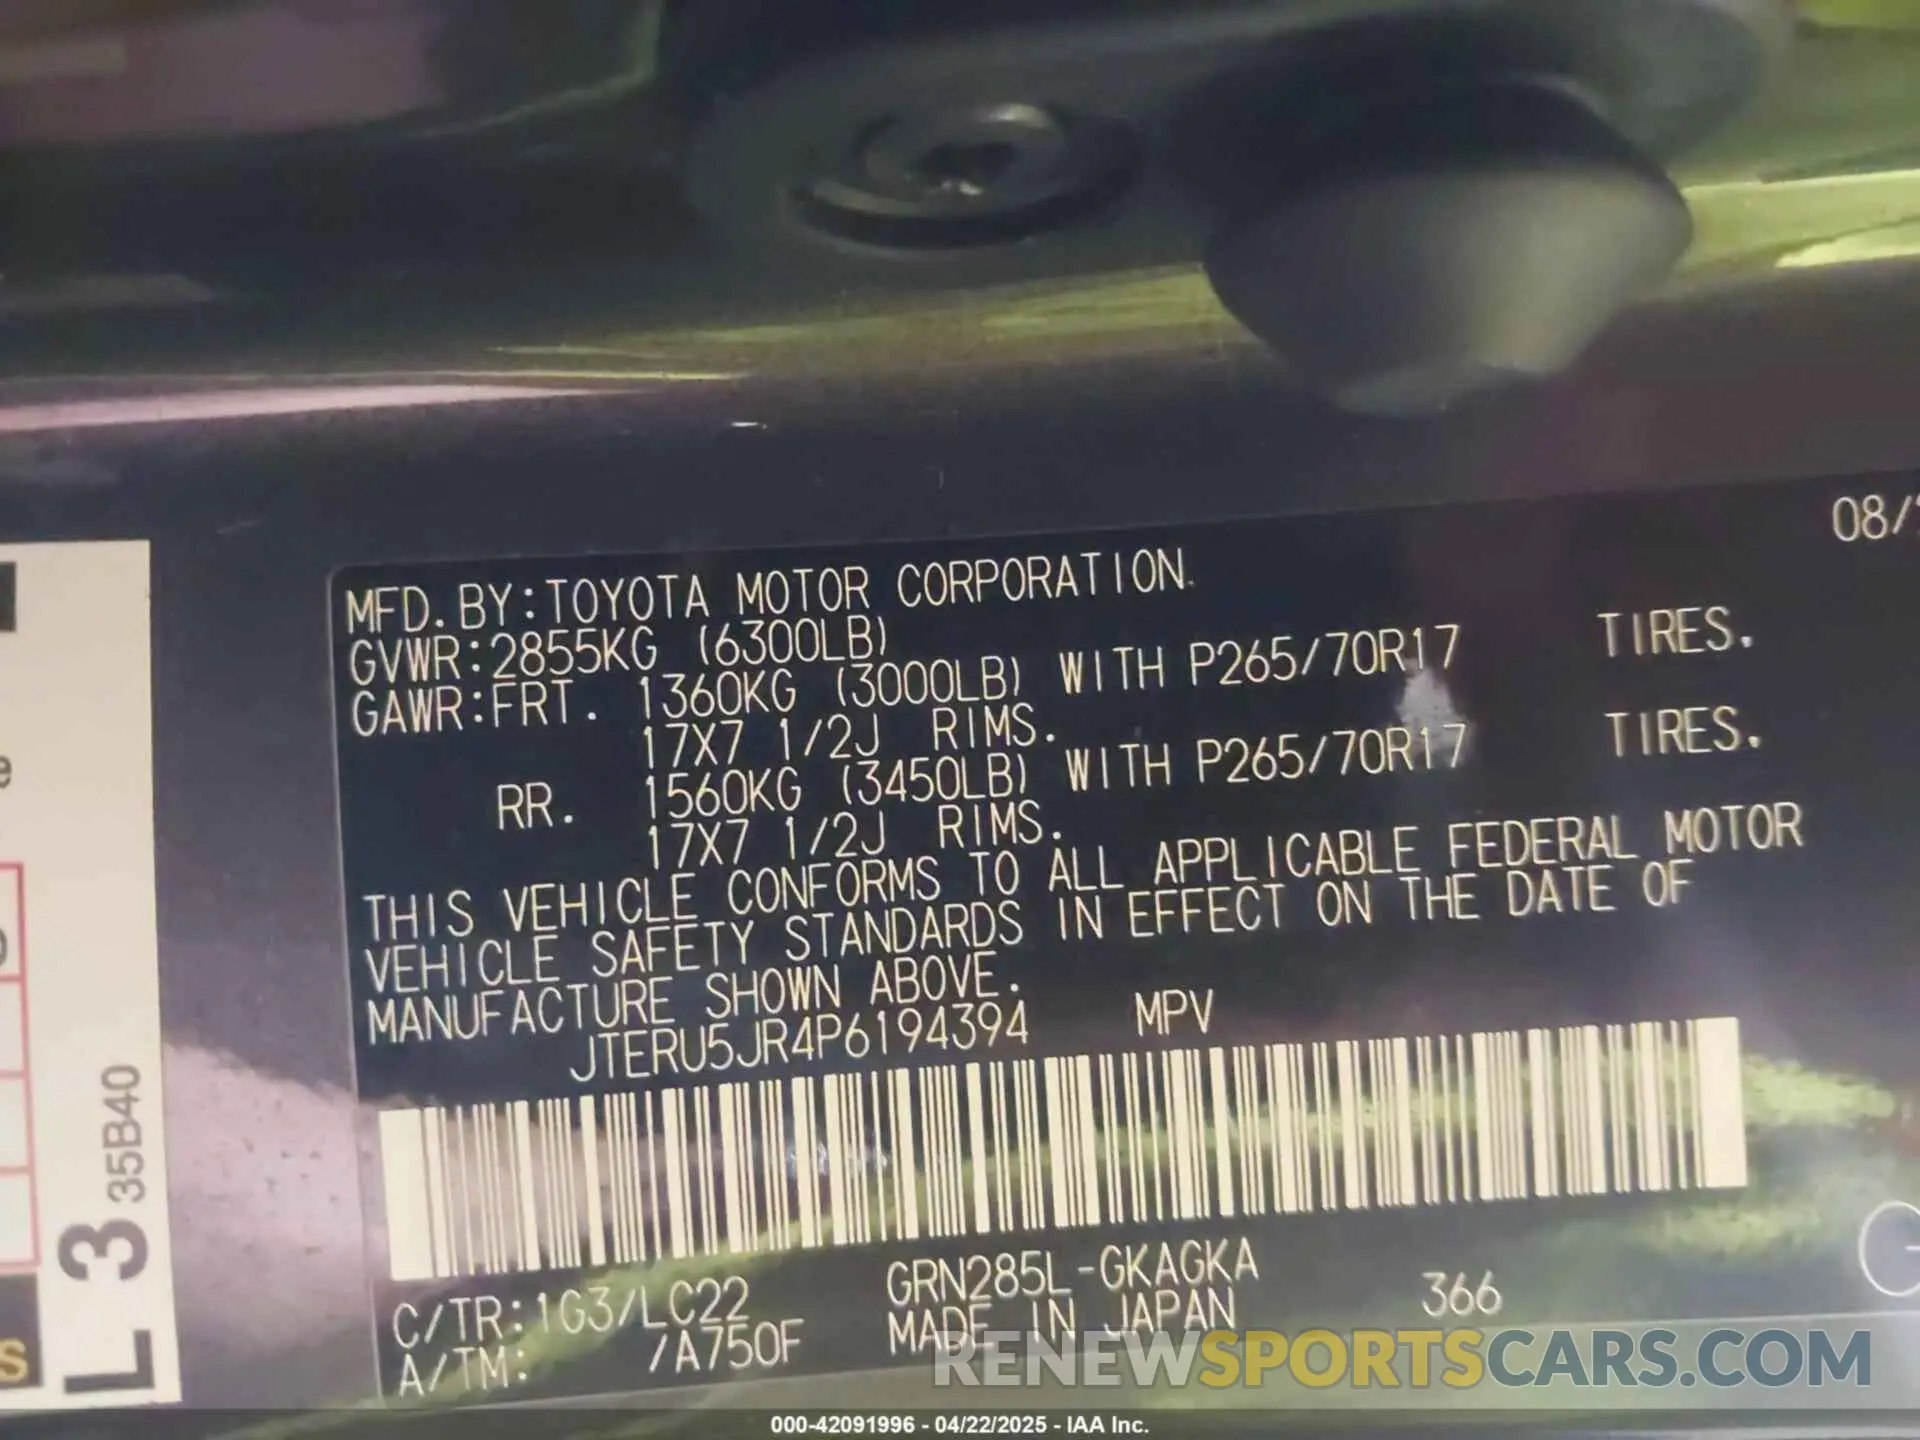 08/
MFD. BY:TOYOTA MOTOR CORPORATION.
GVWR:2855KG (6300LB)
GAWR:FRT. 1360KG (3000LB) WITH P265/70R17 TIRES.
17X7 1/2J RIMS.
RR. 1560KG (3450LB) WITH P265/70R17 TIRES.
17X7 1/2J RIMS.
THIS VEHICLE CONFORMS TO ALL APPLICABLE FEDERAL MOTOR
VEHICLE SAFETY STANDARDS IN EFFECT ON THE DATE OF
MANUFACTURE SHOWN ABOVE.
JTERU5JR4P6194394 MPV
C/TR:1G3/LC22 GRN285L-GKAGKA
A/TM: /A750F MADE IN JAPAN 366
L3 35B40
RENEWSPORTSCARS.COM
000-42091996 - 04/22/2025 - IAA Inc.